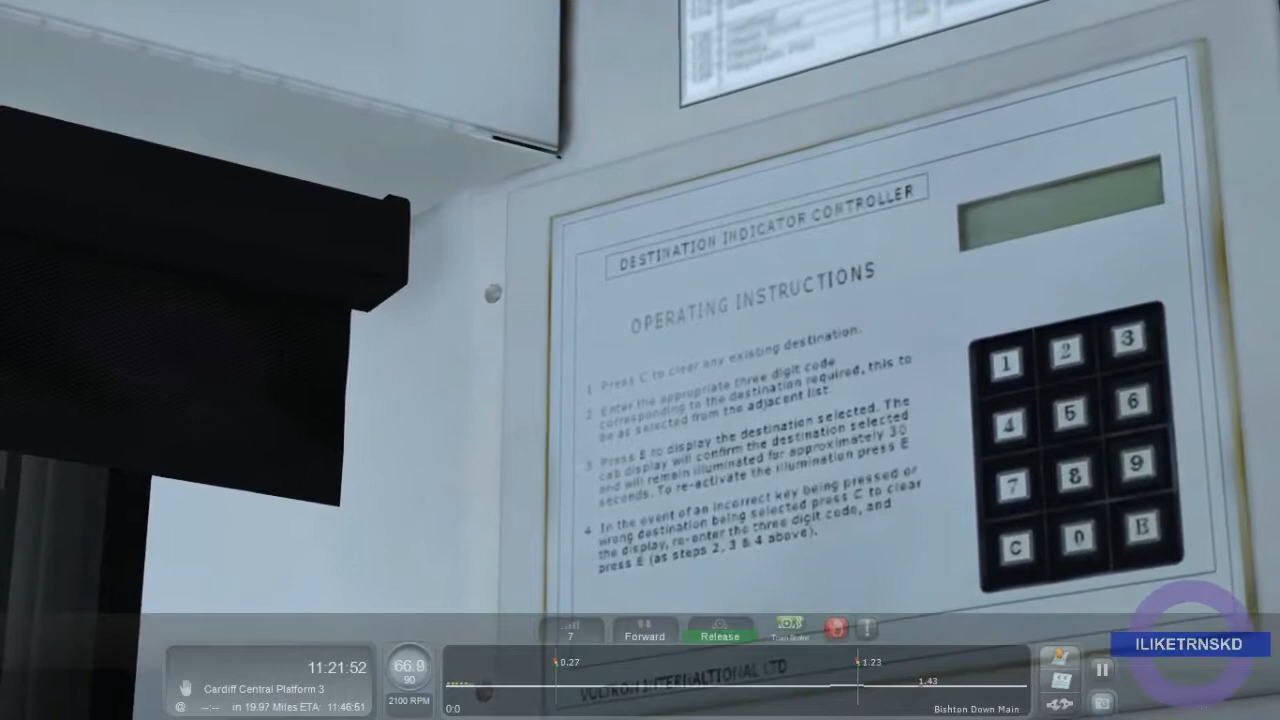 DESTINATION INDICATOR CONTROLLER
OPERATING INSTRUCTIONS
1 Press C to clear any existing destination.
2 Enter the appropriate three digit code
corresponding to the destination required, this to
be as selected from the adjacent list.
3 Press E to display the destination selected. The
cab display will confirm the destination selected
and will remain illuminated for approximately 30
seconds. To re-activate the illumination press E
4 In the event of an incorrect key being pressed or
wrong destination being selected press C to clear
the display, re-enter the three digit code, and
press E (as steps 2, 3 & 4 above).
1 2 3
4 5 6
7 8 9
C 0 E
VULTRON INTERNALTIONAL LTD
ILIKETRNSKD
7 Forward Release Train Brake
11:21:52
Cardiff Central Platform 3
@ --:-- in 19.97 Miles ETA: 11:46:51
66.9
90
2100 RPM
0.27 1.23
1.43
0:0
Bishton Down Main